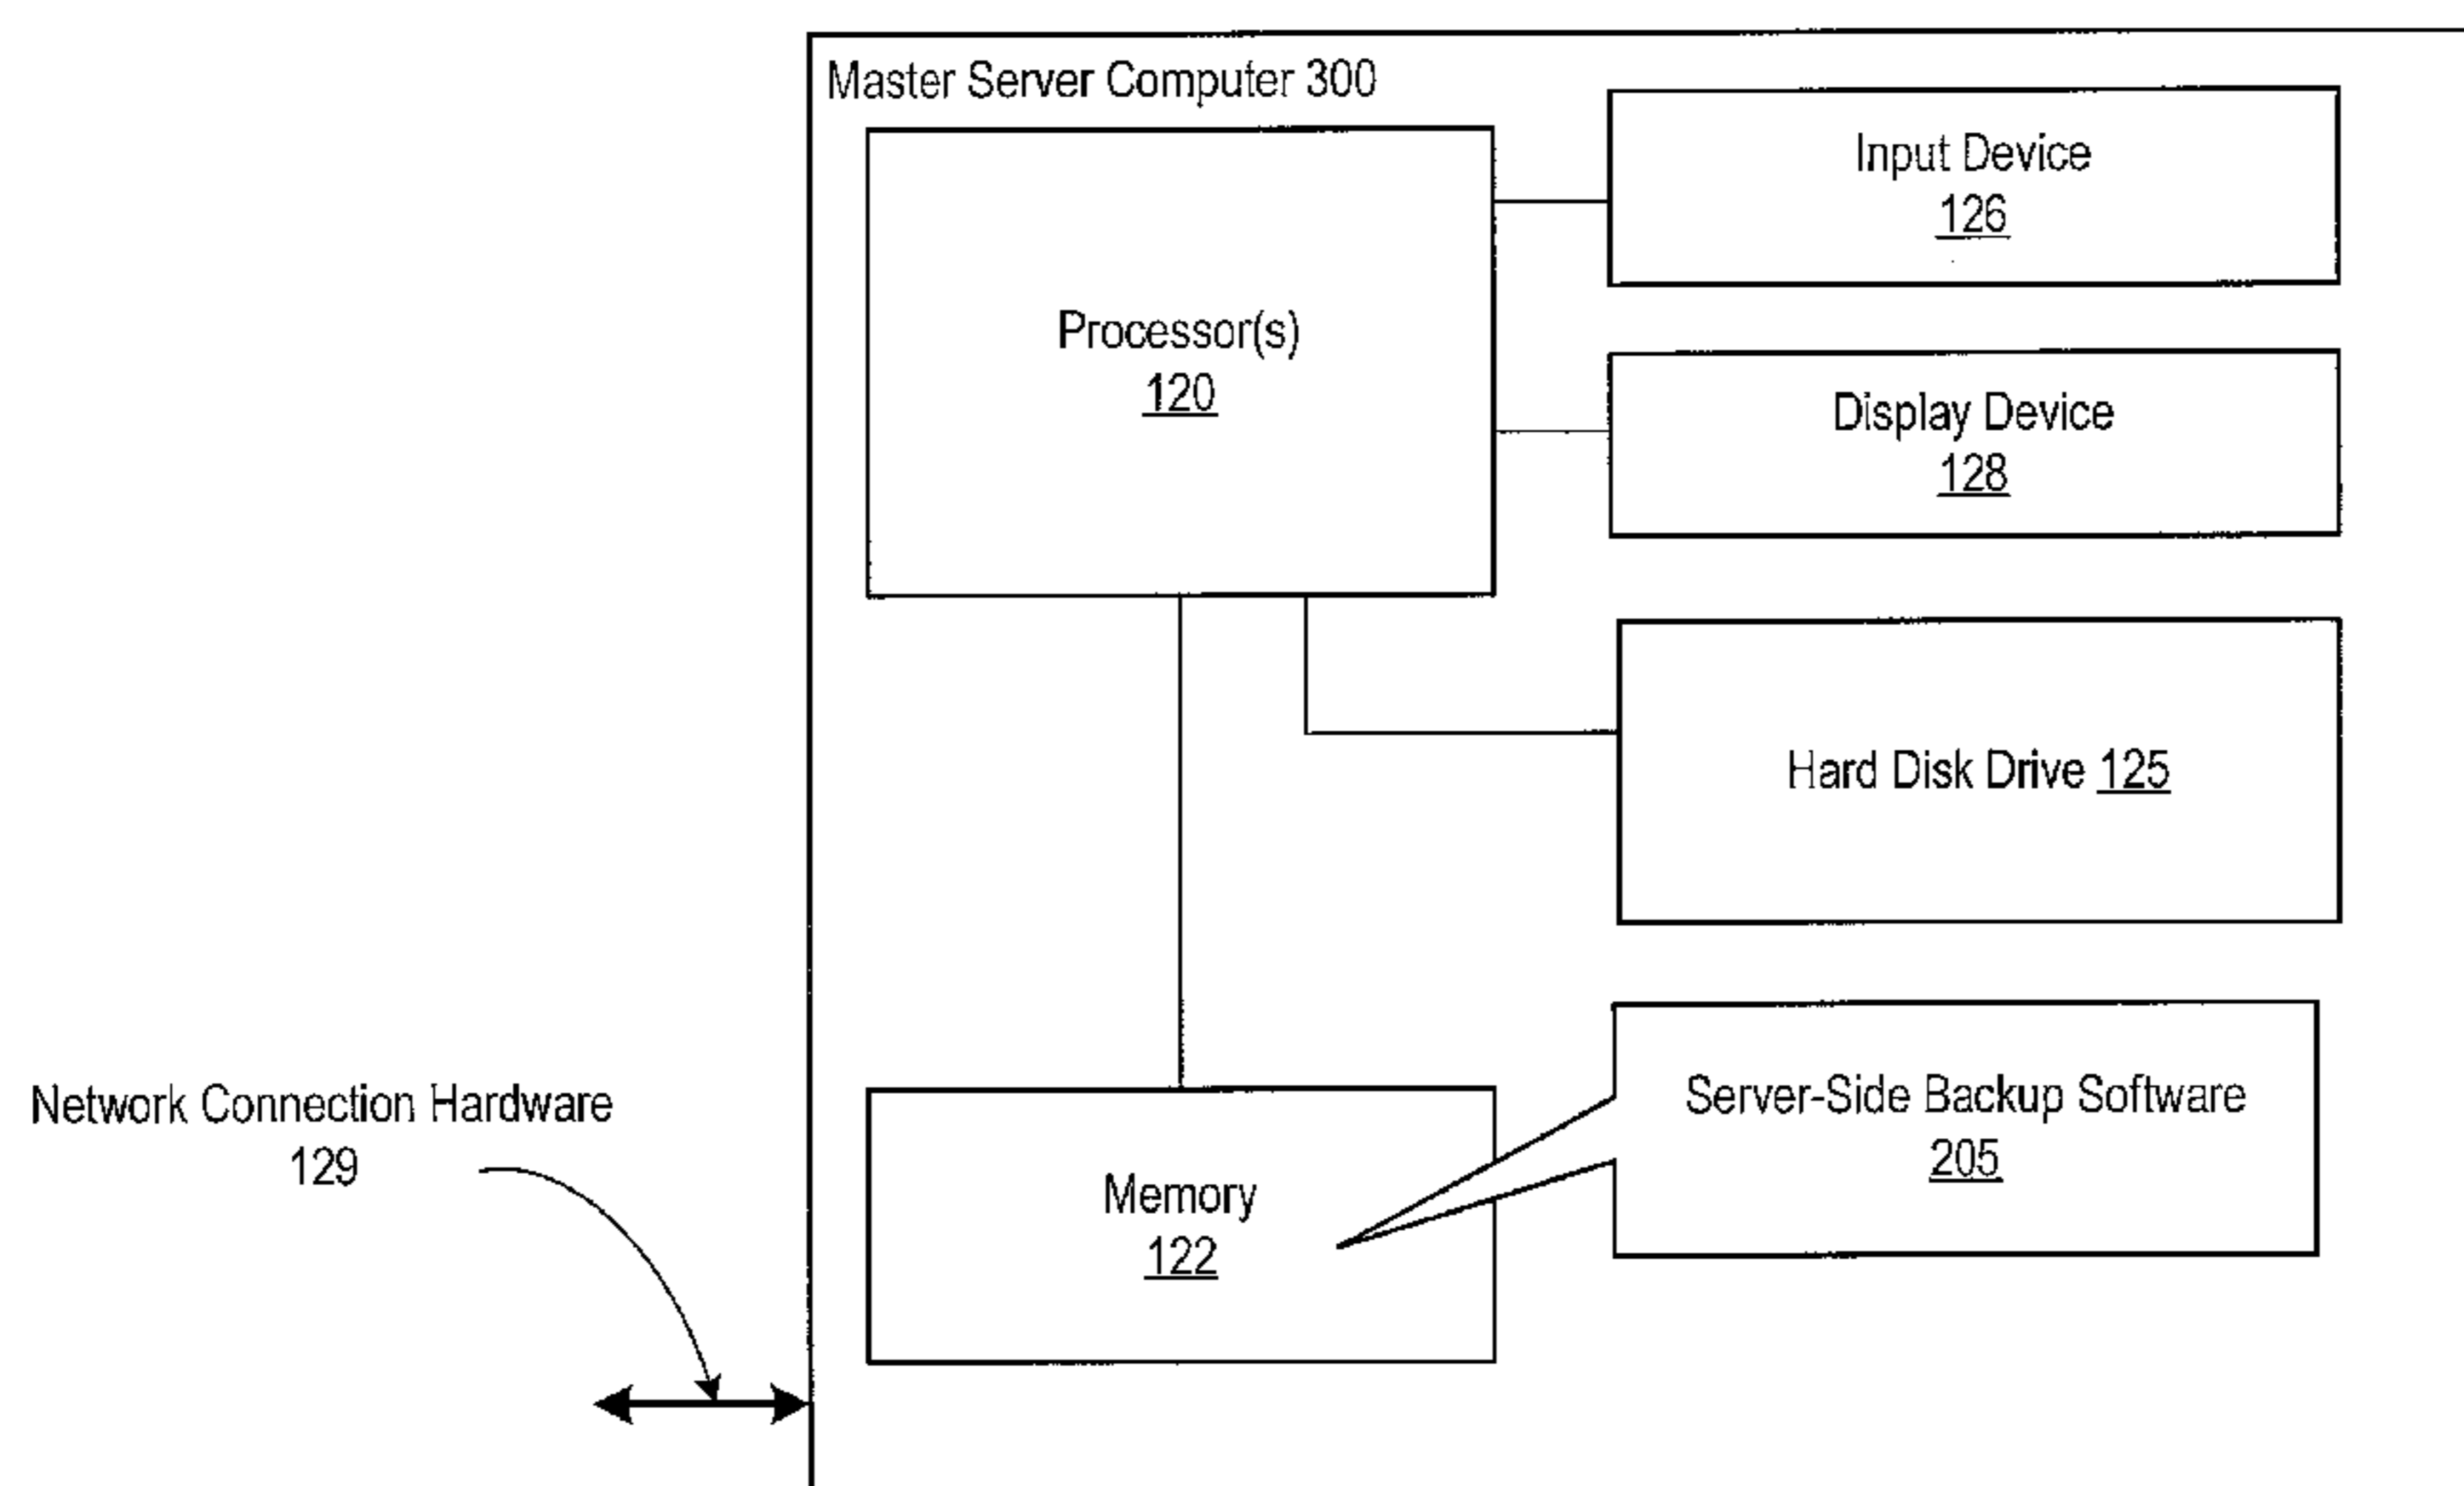 Master Server Computer 300
Input Device
126
Processor(s)
120
Display Device
128
Hard Disk Drive 125
Network Connection Hardware
129
Server-Side Backup Software
205
Memory
122